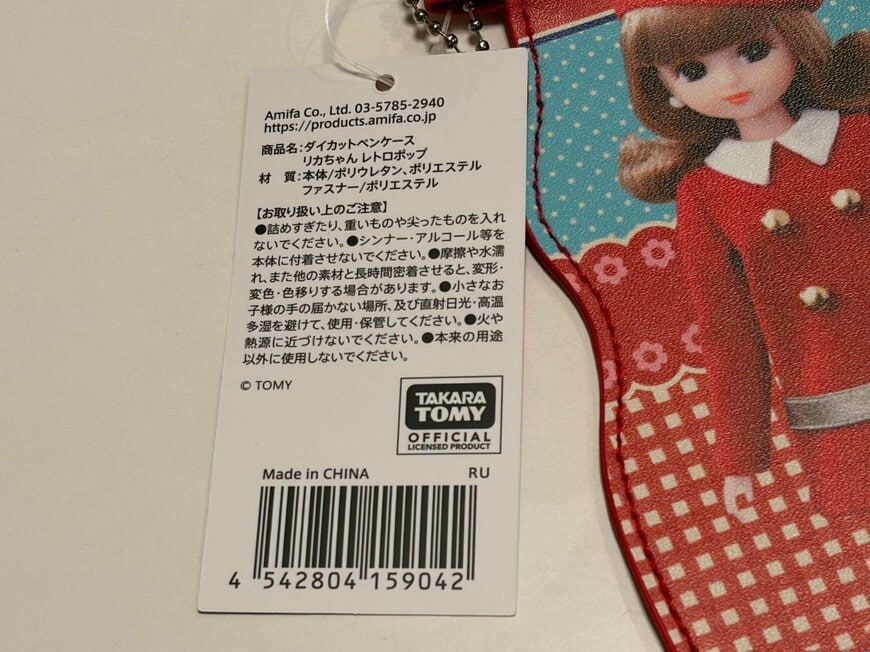 Amifa Co., Ltd. 03-5785-2940
https://products.amifa.co.jp
商品名：ダイカットペンケース
リカちゃん レトロポップ
材　質：本体/ポリウレタン、ポリエステル
ファスナー/ポリエステル
【お取り扱い上のご注意】
●詰めすぎたり、重いものや尖ったものを入れ
ないでください。●シンナー・アルコール等を
本体に付着させないでください。●摩擦や水濡
れ、また他の素材と長時間密着させると、変形・
変色・色移りする場合があります。●小さなお
子様の手の届かない場所、及び直射日光・高温
多湿を避けて、使用・保管してください。●火や
熱源に近づけないでください。●本来の用途
以外に使用しないでください。
© TOMY
TAKARA
TOMY
OFFICIAL
LICENSED PRODUCT
Made in CHINA RU
4 542804 159042